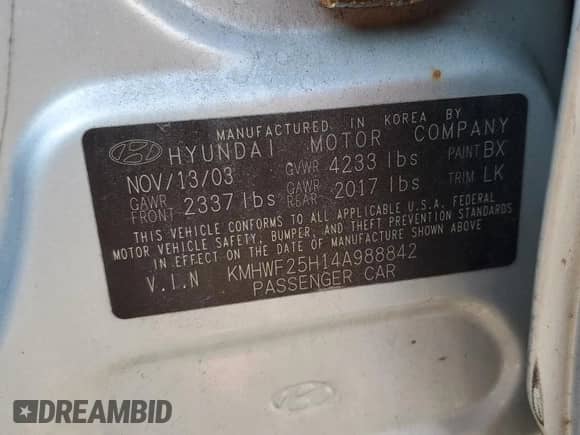 MANUFACTURED IN KOREA BY
HYUNDAI MOTOR COMPANY
NOV/13/03 GVWR 4233 lbs PAINT BX
GAWR FRONT 2337 lbs GAWR REAR 2017 lbs TRIM LK
THIS VEHICLE CONFORMS TO ALL APPLICABLE U.S.A. FEDERAL
MOTOR VEHICLE SAFETY, BUMPER, AND THEFT PREVENTION STANDARDS
IN EFFECT ON THE DATE OF MANUFACTURE SHOWN ABOVE
V.I.N KMHWF25H14A988842
PASSENGER CAR
DREAMBID